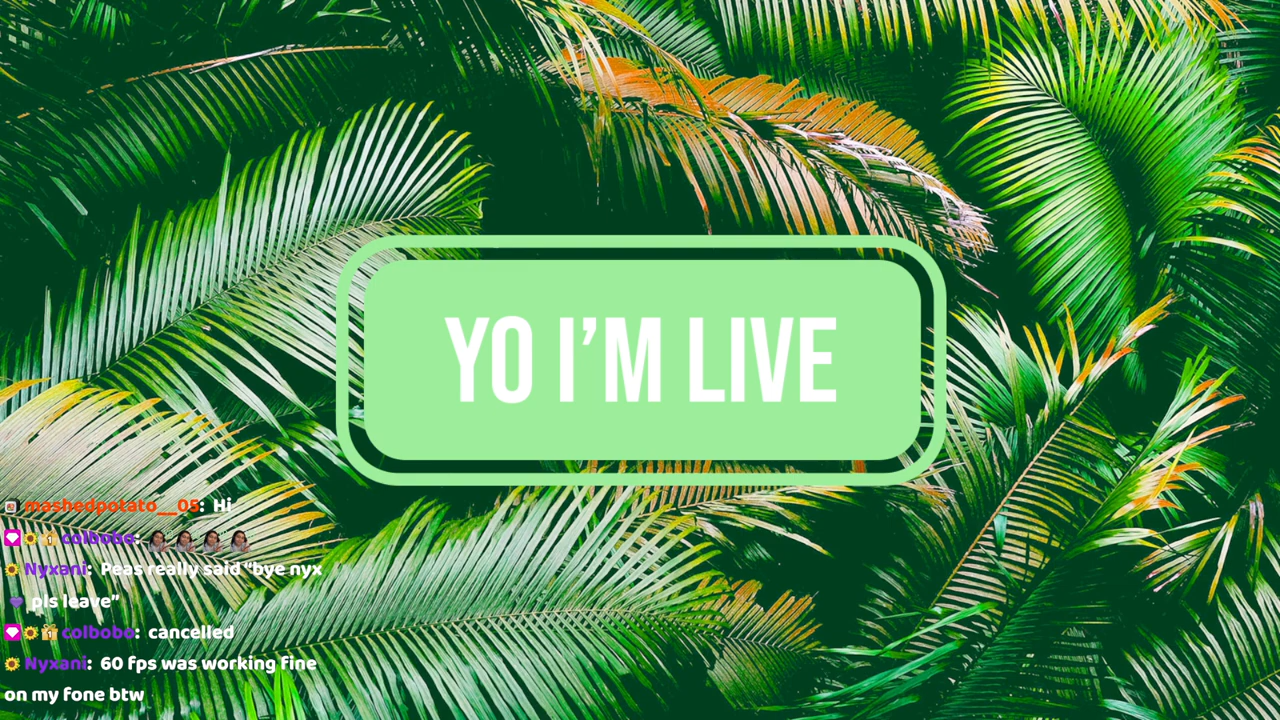 YO I’M LIVE
mashedpotato__05: Hi
colbobo:
Nyxani: Peas really said “bye nyx
💜 pls leave”
colbobo: cancelled
Nyxani: 60 fps was working fine
on my fone btw